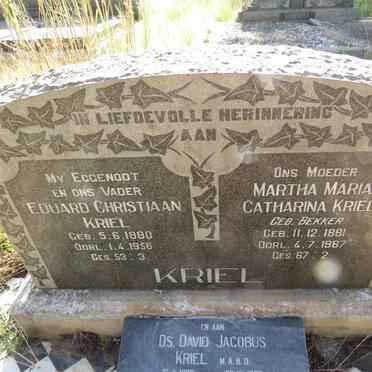 IN LIEFDEVOLLE HERINNERING
AAN
MY EGGENOOT
EN ONS VADER
EDUARD CHRISTIAAN
KRIEL
GEB. 5.6.1880
OORL. 1.4.1956
GES. 53:3.
ONS MOEDER
MARTHA MARIA
CATHARINA KRIEL
GEB. BEKKER
GEB. 11.12.1881
OORL. 4.7.1967
GES. 67:2
KRIEL
EN AAN
DS. DAVID JACOBUS
KRIEL M.A.B.D.